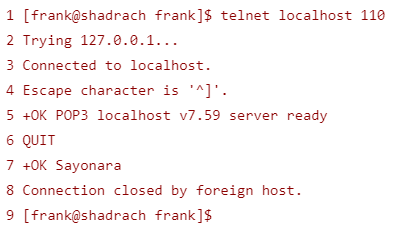 1 [frank@shadrach frank]$ telnet localhost 110
2 Trying 127.0.0.1...
3 Connected to localhost.
4 Escape character is '^]'.
5 +OK POP3 localhost v7.59 server ready
6 QUIT
7 +OK Sayonara
8 Connection closed by foreign host.
9 [frank@shadrach frank]$